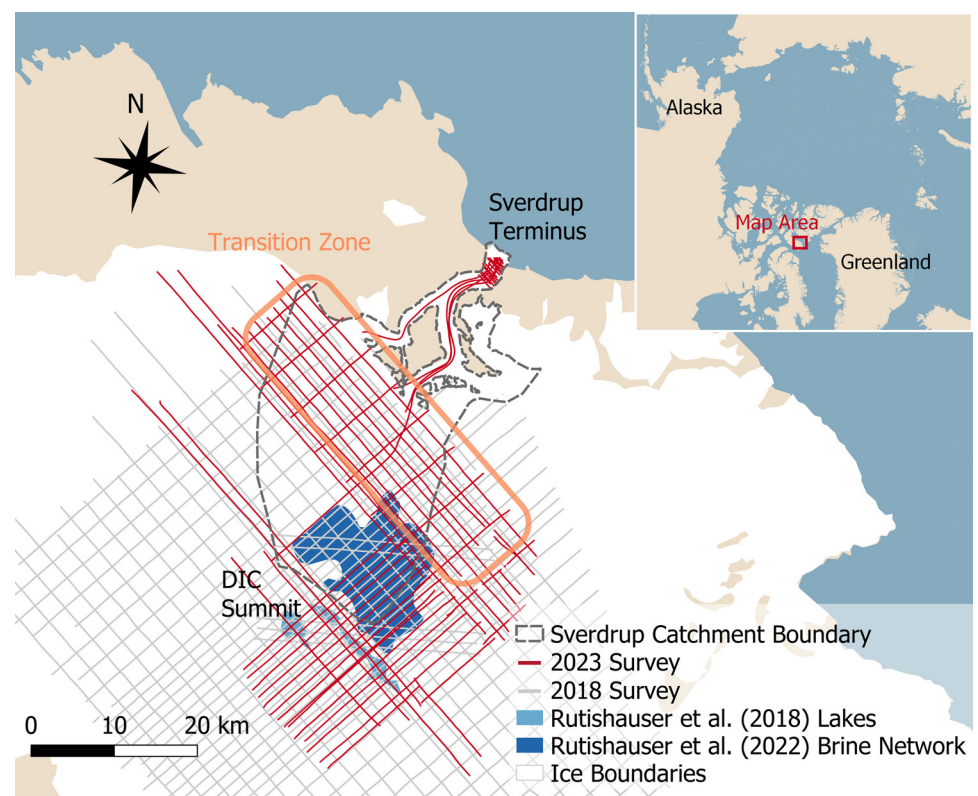 N
Alaska
Sverdrup
Terminus
Map Area
Transition Zone
Greenland
DIC
Summit
Sverdrup Catchment Boundary
2023 Survey
2018 Survey
Rutishauser et al. (2018) Lakes
Rutishauser et al. (2022) Brine Network
Ice Boundaries
0 10 20 km